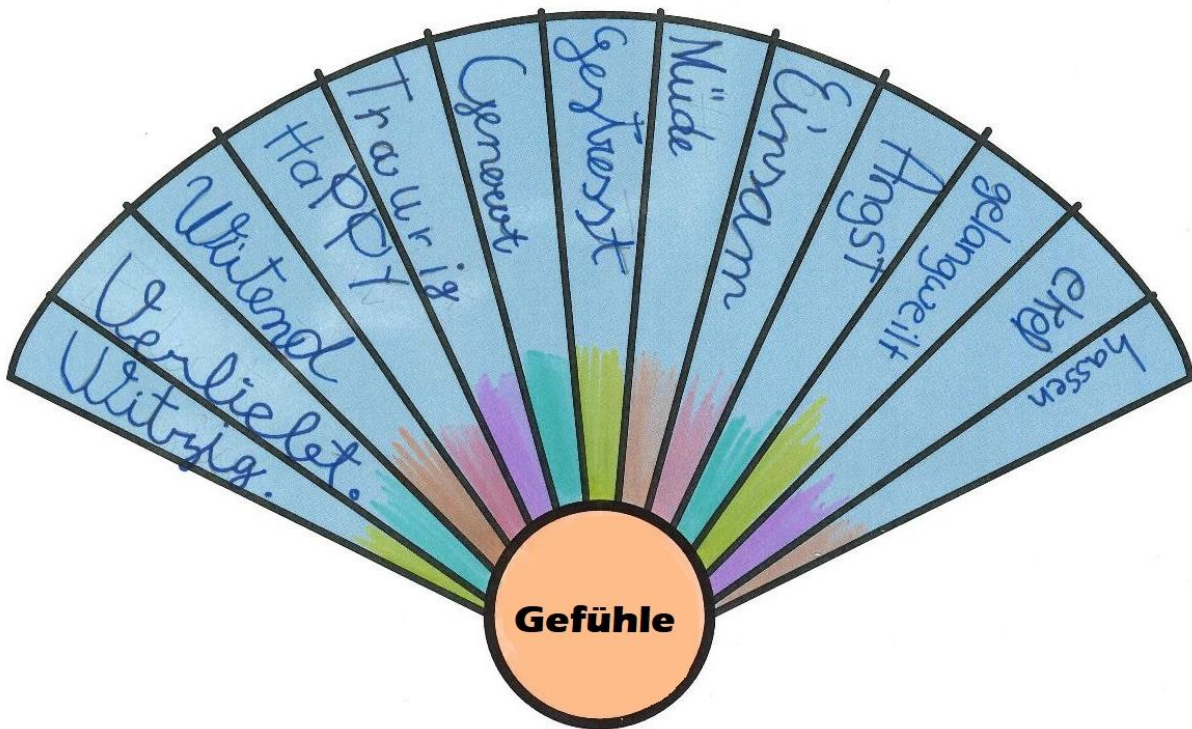 Witzig.
Verliebt.
Wütend
Happy
Traurig
Genervt
gestresst
Müde
Einsam
Angst
gelangweilt
ekel
hassen
Gefühle